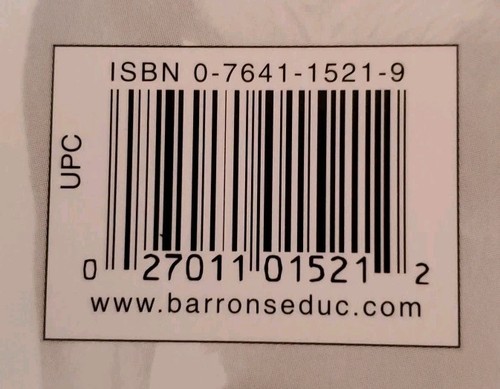 ISBN 0-7641-1521-9
UPC
0 27011 01521 2
www.barronseduc.com